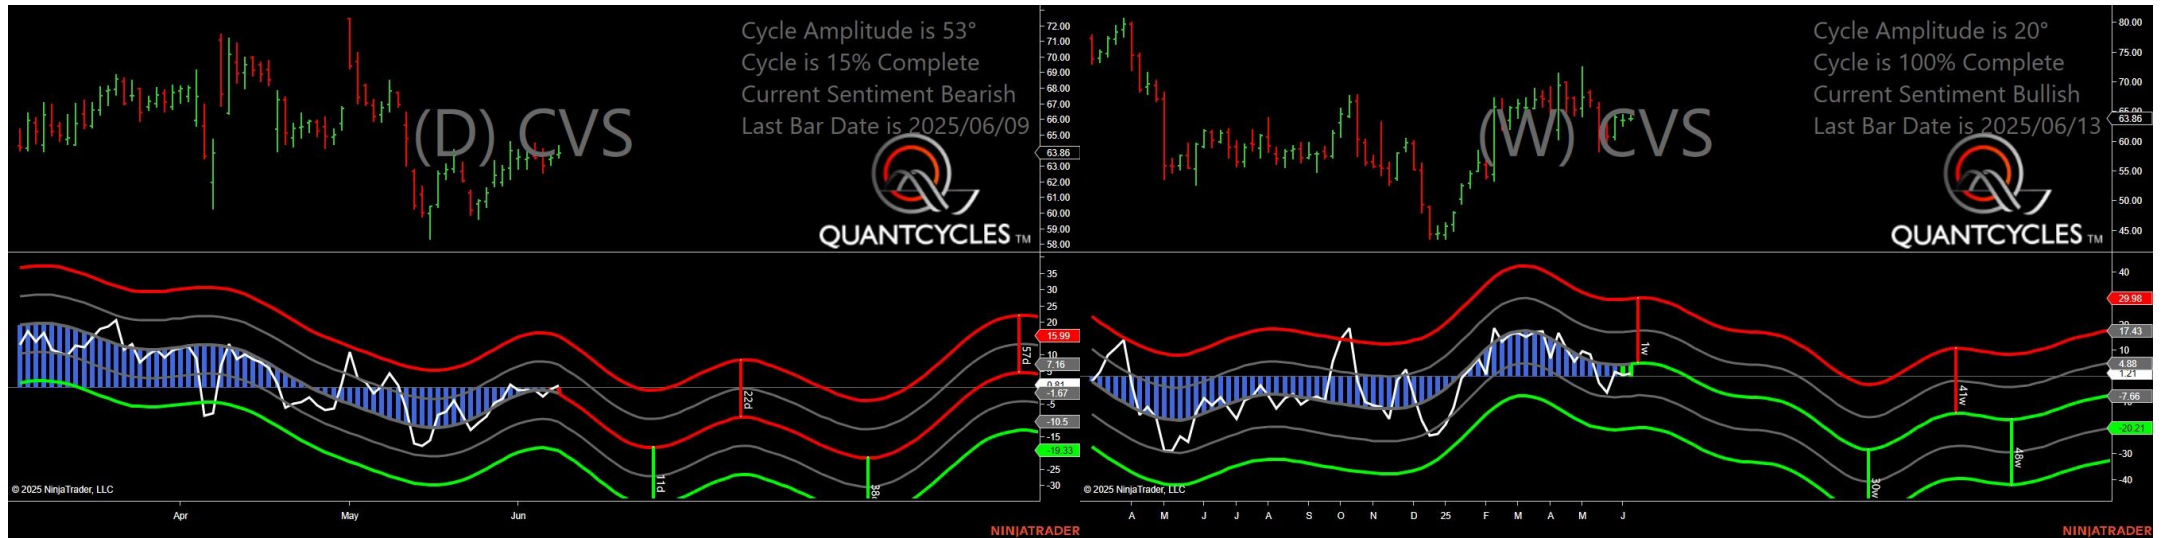 Cycle Amplitude is 53°
Cycle is 15% Complete
Current Sentiment Bearish
Last Bar Date is 2025/06/09
(D) CVS
QUANTCYCLES TM
72.00
71.00
70.00
69.00
68.00
67.00
66.00
65.00
63.86
63.00
62.00
61.00
60.00
59.00
58.00
35
30
25
20
15.99
10
7.16
5
0.81
-1.67
-5
-10.5
-15
-19.33
-25
-30
57d
22d
11d
© 2025 NinjaTrader, LLC
Apr May Jun
NINJATRADER
Cycle Amplitude is 20°
Cycle is 100% Complete
Current Sentiment Bullish
Last Bar Date is 2025/06/13
(W) CVS
QUANTCYCLES TM
80.00
75.00
70.00
65.00
63.86
60.00
55.00
50.00
45.00
40
29.98
17.43
10
4.88
1.21
-7.66
-20.21
-30
-40
1w
41w
30w
48w
© 2025 NinjaTrader, LLC
A M J J A S O N D 25 F M A M J
NINJATRADER